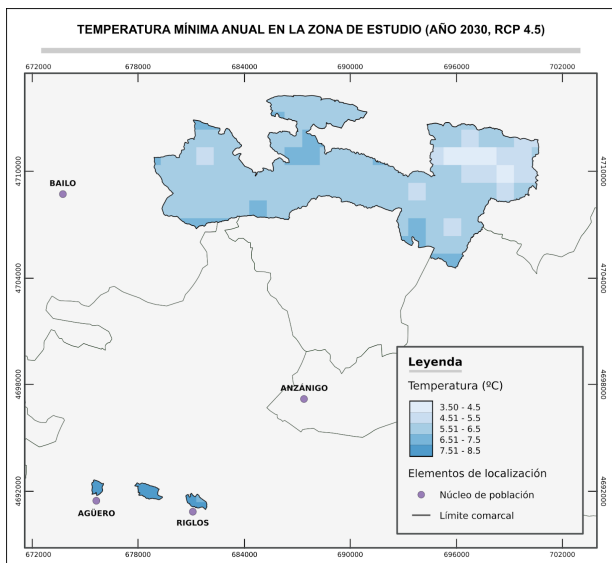 TEMPERATURA MÍNIMA ANUAL EN LA ZONA DE ESTUDIO (AÑO 2030, RCP 4.5)
672000 678000 684000 690000 696000 702000
4710000 4710000
BAILO
4704000 4704000
4698000 4698000
ANZÁNIGO
4692000 4692000
AGÜERO
RIGLOS
Leyenda
Temperatura (ºC)
3.50 - 4.5
4.51 - 5.5
5.51 - 6.5
6.51 - 7.5
7.51 - 8.5
Elementos de localización
Núcleo de población
Límite comarcal
672000 678000 684000 690000 696000 702000